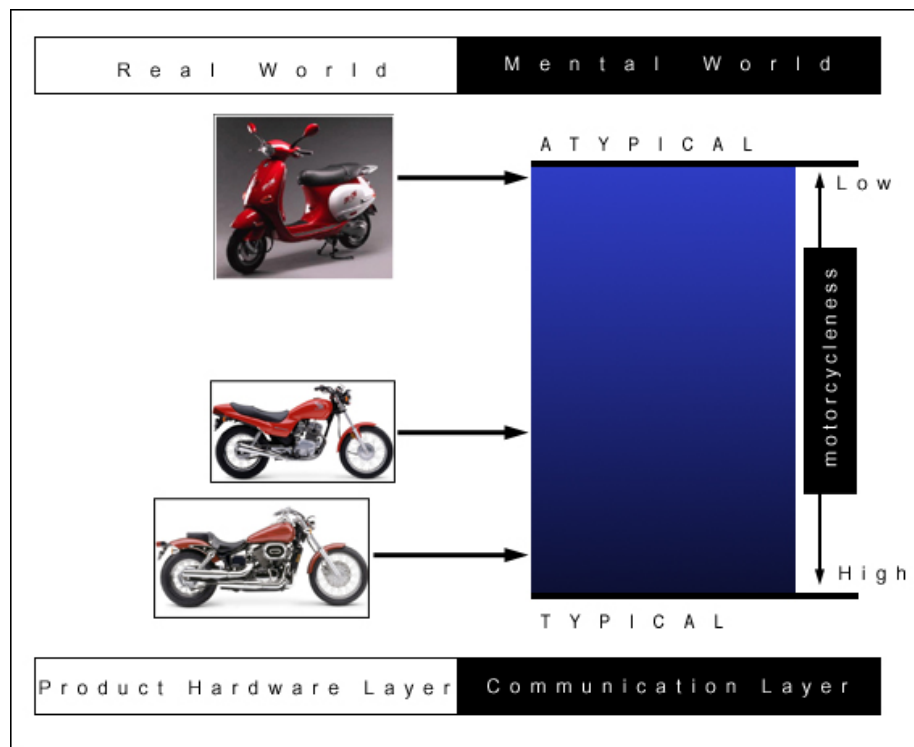 Real World
Mental World
ATYPICAL
Low
motorcycleness
High
TYPICAL
Product Hardware Layer
Communication Layer